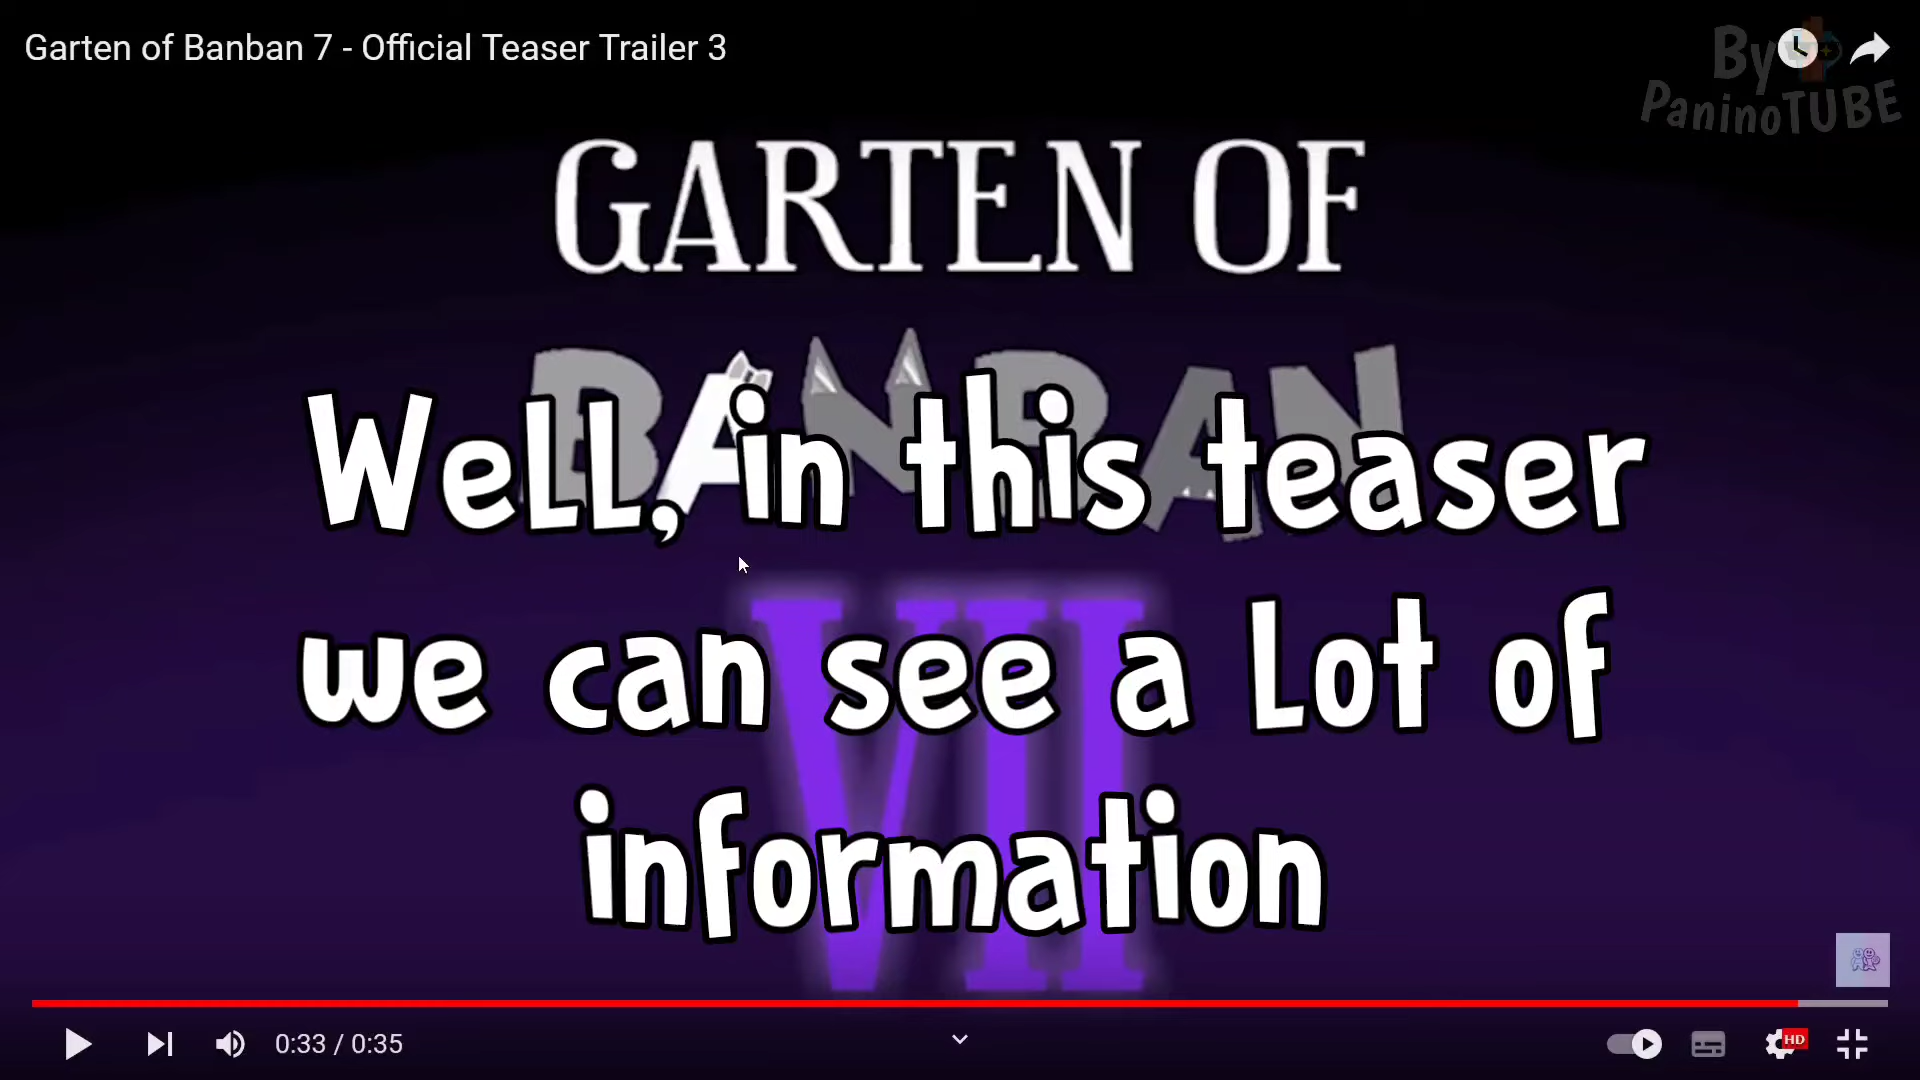 Garten of Banban 7 - Official Teaser Trailer 3
By
PaninoTUBE
GARTEN OF
BANBAN
Well, in this teaser
we can see a lot of
VII
information
0:33 / 0:35
HD